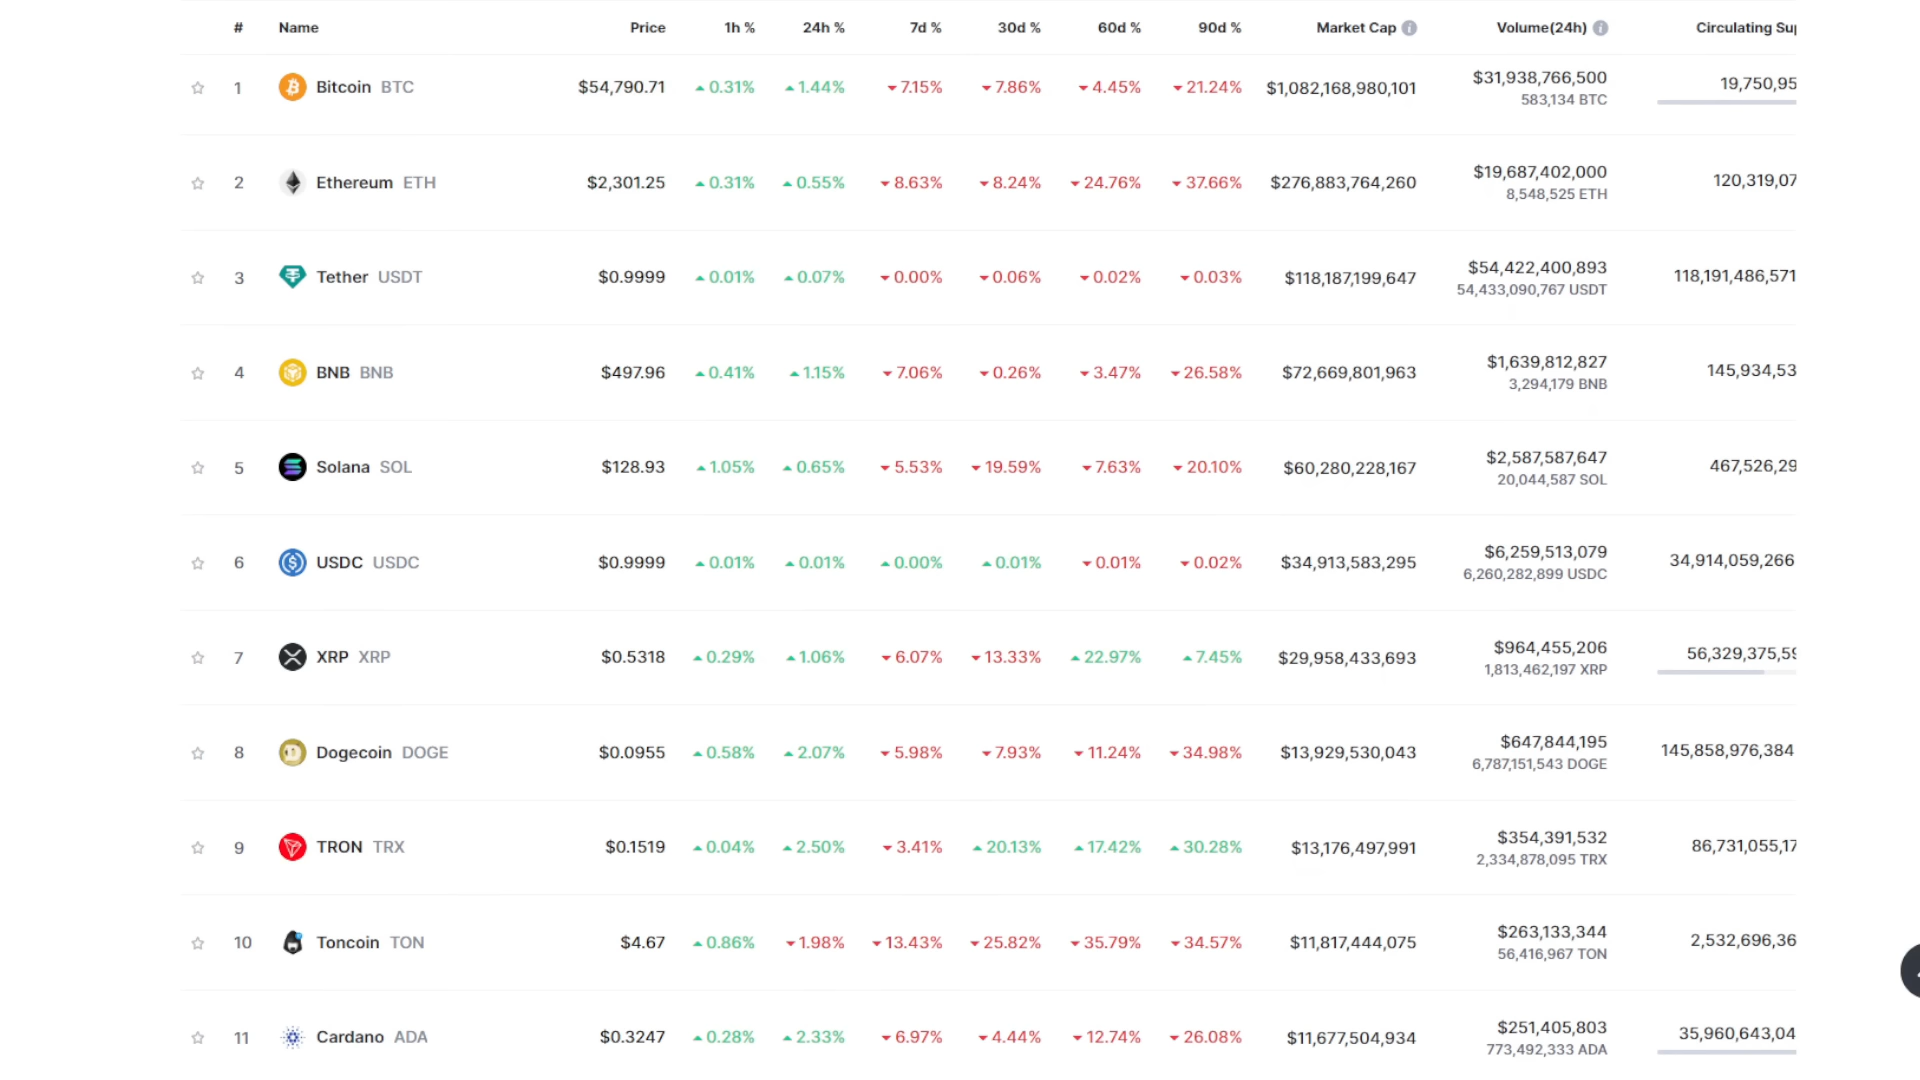 # Name Price 1h % 24h % 7d % 30d % 60d % 90d % Market Cap Volume(24h) Circulating Sup
1 Bitcoin BTC $54,790.71 0.31% 1.44% 7.15% 7.86% 4.45% 21.24% $1,082,168,980,101 $31,938,766,500 19,750,95
583,134 BTC
2 Ethereum ETH $2,301.25 0.31% 0.55% 8.63% 8.24% 24.76% 37.66% $276,883,764,260 $19,687,402,000 120,319,07
8,548,525 ETH
3 Tether USDT $0.9999 0.01% 0.07% 0.00% 0.06% 0.02% 0.03% $118,187,199,647 $54,422,400,893 118,191,486,571
54,433,090,767 USDT
4 BNB BNB $497.96 0.41% 1.15% 7.06% 0.26% 3.47% 26.58% $72,669,801,963 $1,639,812,827 145,934,53
3,294,179 BNB
5 Solana SOL $128.93 1.05% 0.65% 5.53% 19.59% 7.63% 20.10% $60,280,228,167 $2,587,587,647 467,526,29
20,044,587 SOL
6 USDC USDC $0.9999 0.01% 0.01% 0.00% 0.01% 0.01% 0.02% $34,913,583,295 $6,259,513,079 34,914,059,266
6,260,282,899 USDC
7 XRP XRP $0.5318 0.29% 1.06% 6.07% 13.33% 22.97% 7.45% $29,958,433,693 $964,455,206 56,329,375,59
1,813,462,197 XRP
8 Dogecoin DOGE $0.0955 0.58% 2.07% 5.98% 7.93% 11.24% 34.98% $13,929,530,043 $647,844,195 145,858,976,384
6,787,151,543 DOGE
9 TRON TRX $0.1519 0.04% 2.50% 3.41% 20.13% 17.42% 30.28% $13,176,497,991 $354,391,532 86,731,055,17
2,334,878,095 TRX
10 Toncoin TON $4.67 0.86% 1.98% 13.43% 25.82% 35.79% 34.57% $11,817,444,075 $263,133,344 2,532,696,36
56,416,967 TON
11 Cardano ADA $0.3247 0.28% 2.33% 6.97% 4.44% 12.74% 26.08% $11,677,504,934 $251,405,803 35,960,643,04
773,492,333 ADA